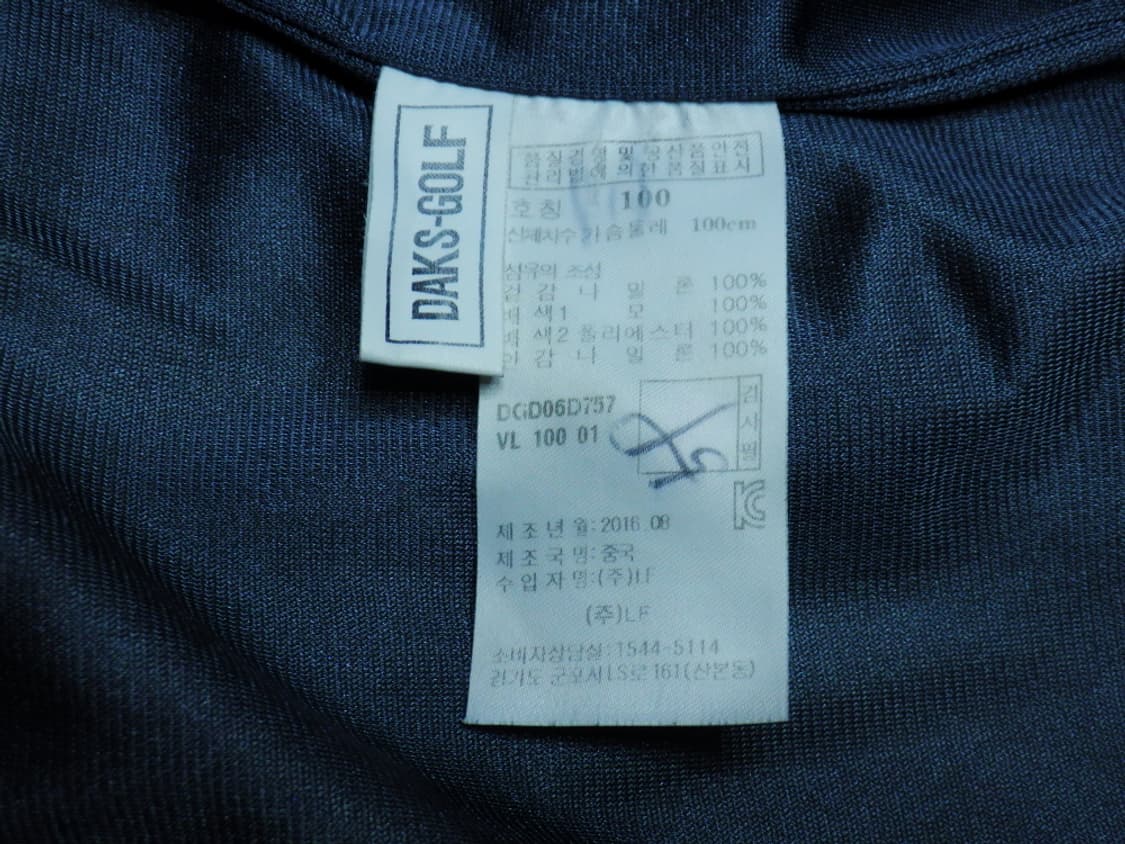 DAKS-GOLF
품질경영 및 공산품안전
관리법에 의한 품질표시
호칭 100
신체치수 가슴둘레 100cm
섬유의 조성
겉감 나일론 100%
배색1 모 100%
배색2 폴리에스터 100%
안감 나일론 100%
DGD06D757
VL 100 01
검사필
제조년월:2016.08
제조국명:중국
수입자명:(주)LF
(주)LF
소비자상담실:1544-5114
경기도 군포시LS로161(산본동)